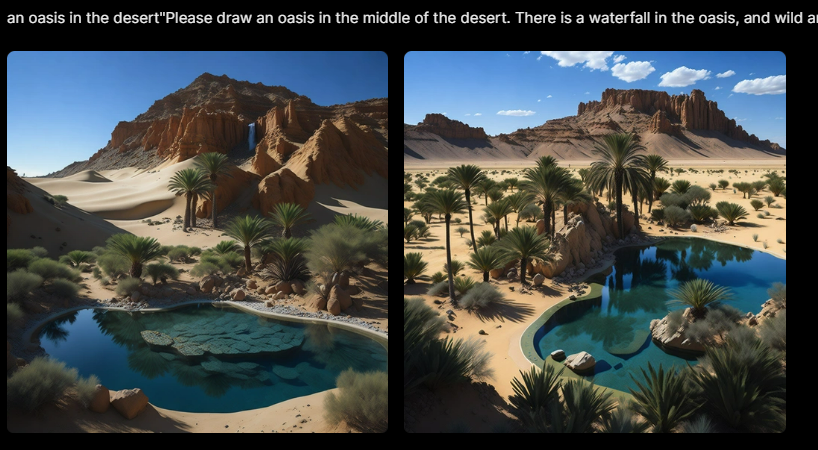 an oasis in the desert"Please draw an oasis in the middle of the desert. There is a waterfall in the oasis, and wild